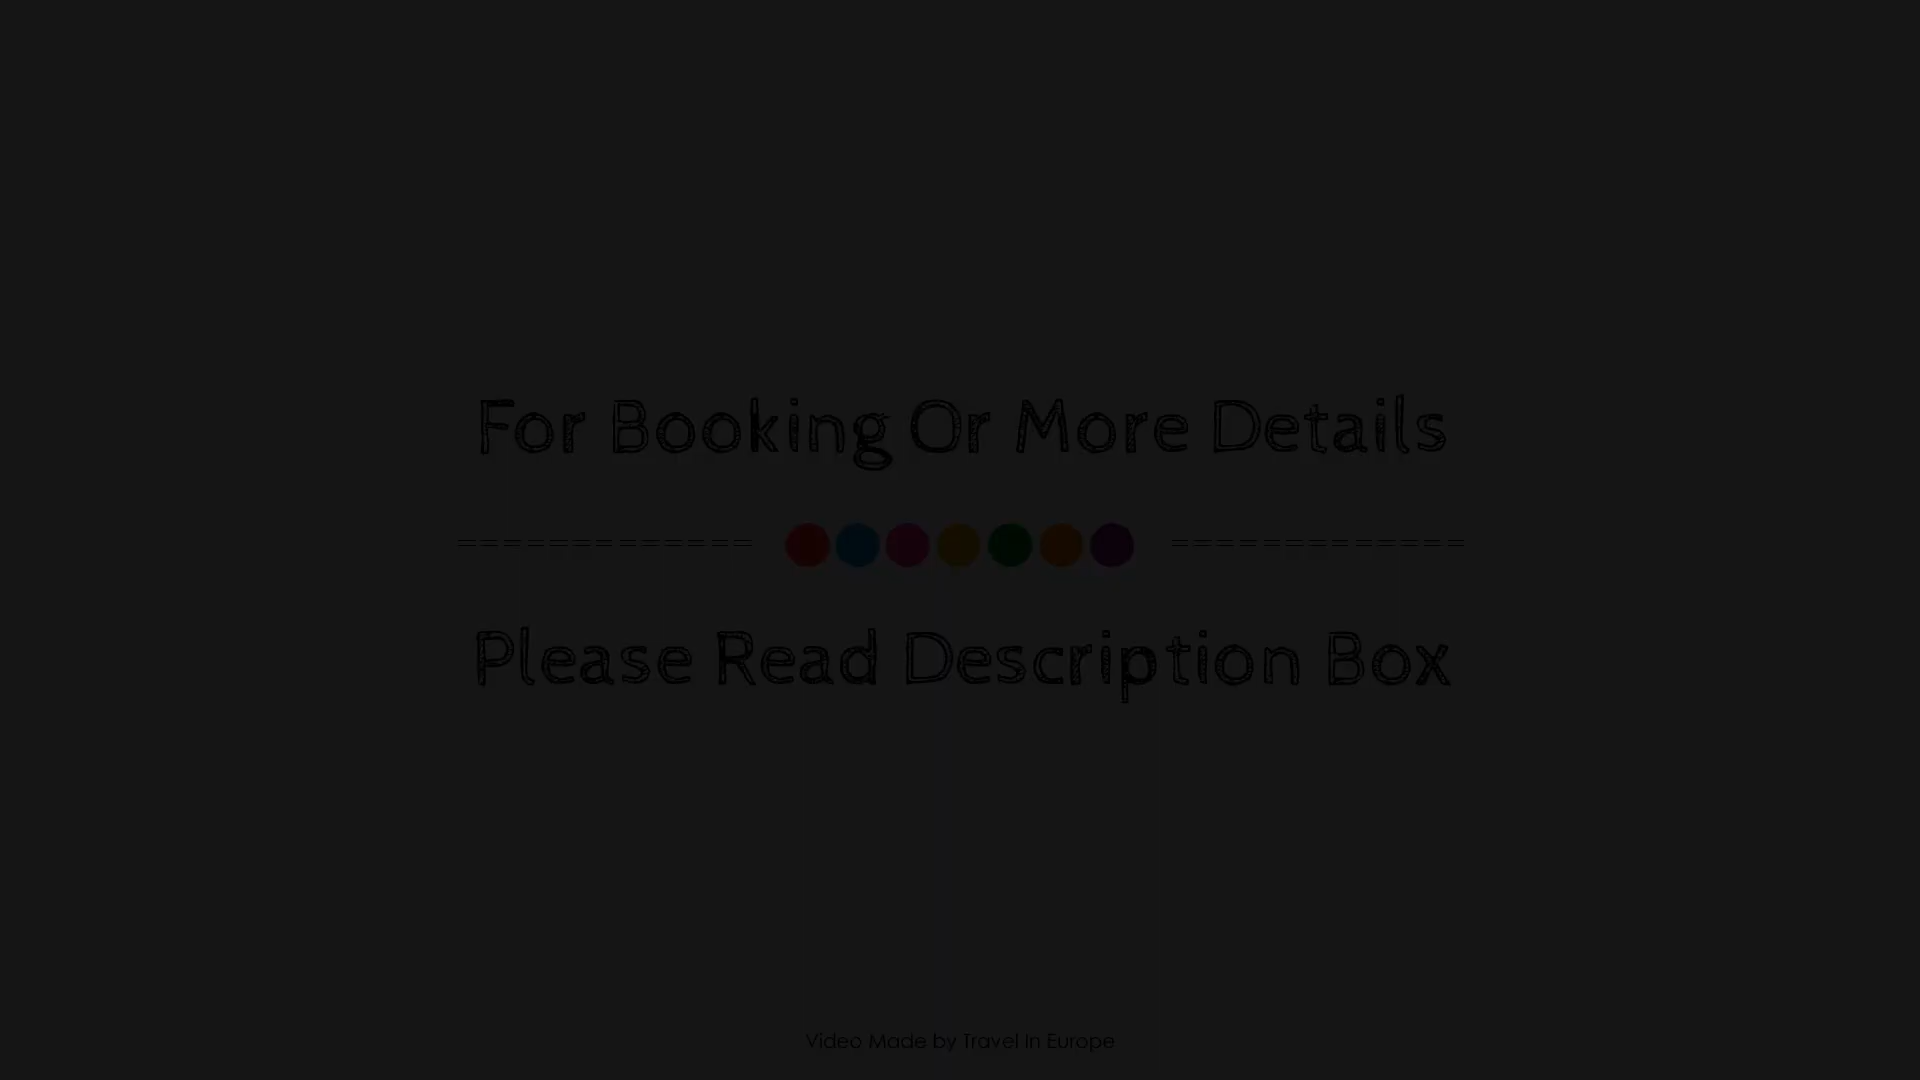 For Booking Or More Details
============= =============
Please Read Description Box
Video Made by Travel In Europe